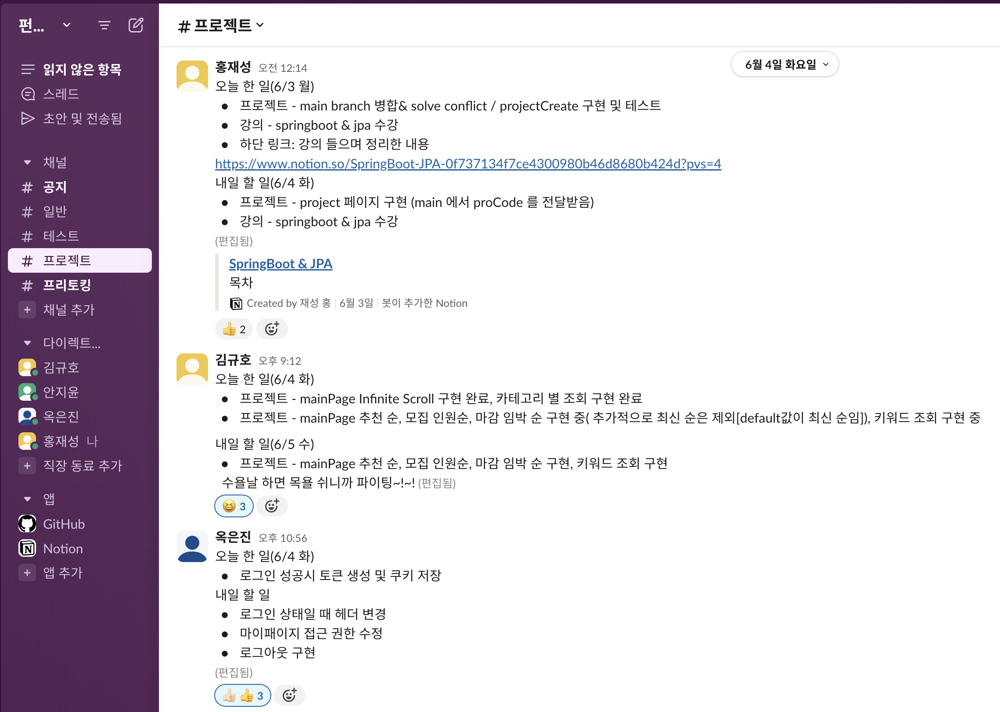 펀...
읽지 않은 항목
스레드
초안 및 전송됨
채널
# 공지
# 일반
# 테스트
# 프로젝트
# 프리토킹
+ 채널 추가
다이렉트...
김규호
안지윤
옥은진
홍재성 나
+ 직장 동료 추가
앱
GitHub
Notion
+ 앱 추가
# 프로젝트
6월 4일 화요일
홍재성 오전 12:14
오늘 한 일(6/3 월)
● 프로젝트 - main branch 병합& solve conflict / projectCreate 구현 및 테스트
● 강의 - springboot & jpa 수강
● 하단 링크: 강의 들으며 정리한 내용
https://www.notion.so/SpringBoot-JPA-0f737134f7ce4300980b46d8680b424d?pvs=4
내일 할 일(6/4 화)
● 프로젝트 - project 페이지 구현 (main 에서 proCode 를 전달받음)
● 강의 - springboot & jpa 수강
(편집됨)
SpringBoot & JPA
목차
Created by 재성 홍 | 6월 3일 | 봇이 추가한 Notion
👍 2
김규호 오후 9:12
오늘 한 일(6/4 화)
● 프로젝트 - mainPage Infinite Scroll 구현 완료, 카테고리 별 조회 구현 완료
● 프로젝트 - mainPage 추천 순, 모집 인원순, 마감 임박 순 구현 중( 추가적으로 최신 순은 제외[default값이 최신 순임]), 키워드 조회 구현 중
내일 할 일(6/5 수)
● 프로젝트 - mainPage 추천 순, 모집 인원순, 마감 임박 순 구현, 키워드 조회 구현
수욜날 하면 목욜 쉬니까 파이팅~!~! (편집됨)
😆 3
옥은진 오후 10:56
오늘 한 일(6/4 화)
● 로그인 성공시 토큰 생성 및 쿠키 저장
내일 할 일
● 로그인 상태일 때 헤더 변경
● 마이패이지 접근 권한 수정
● 로그아웃 구현
(편집됨)
👍🏻 👍 3